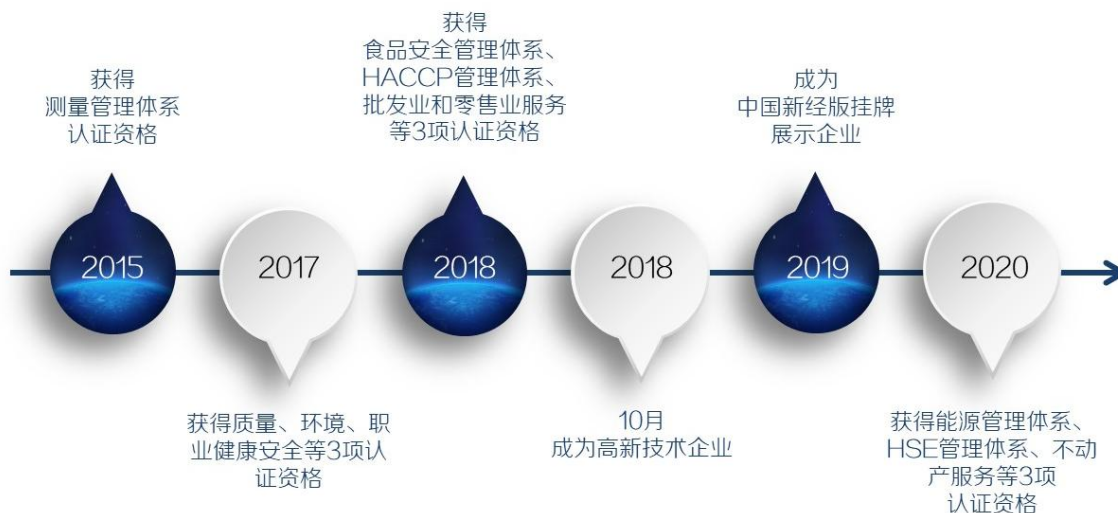 获得
测量管理体系
认证资格
2015
2017
获得质量、环境、职
业健康安全等3项认
证资格
获得
食品安全管理体系、
HACCP管理体系、
批发业和零售业服务
等3项认证资格
2018
2018
10月
成为高新技术企业
成为
中国新经版挂牌
展示企业
2019
2020
获得能源管理体系、
HSE管理体系、不动
产服务等3项
认证资格